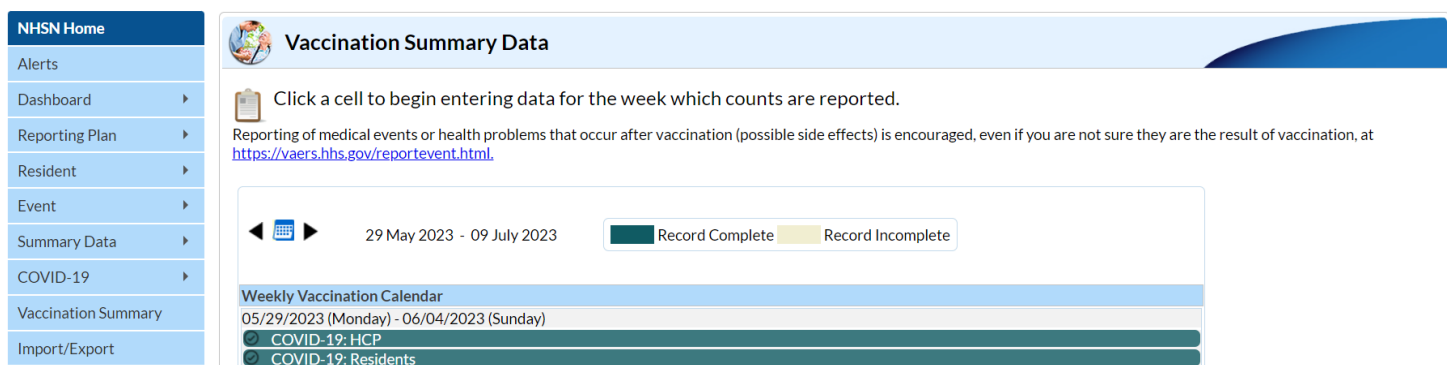 NHSN Home
Alerts
Dashboard
Reporting Plan
Resident
Event
Summary Data
COVID-19
Vaccination Summary
Import/Export
Vaccination Summary Data
Click a cell to begin entering data for the week which counts are reported.
Reporting of medical events or health problems that occur after vaccination (possible side effects) is encouraged, even if you are not sure they are the result of vaccination, at
https://vaers.hhs.gov/reportevent.html.
29 May 2023 - 09 July 2023 Record Complete Record Incomplete
Weekly Vaccination Calendar
05/29/2023 (Monday) - 06/04/2023 (Sunday)
COVID-19: HCP
COVID-19: Residents